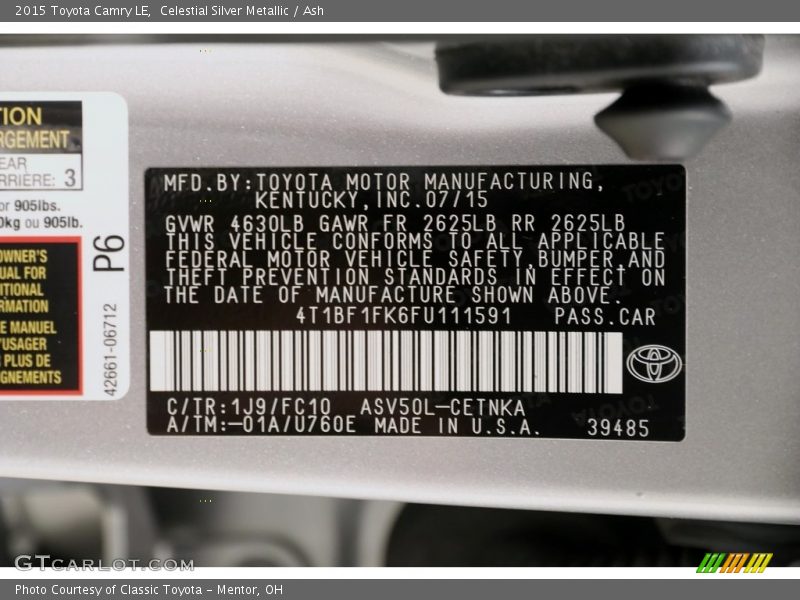 2015 Toyota Camry LE, Celestial Silver Metallic / Ash
TION
RGEMENT
EAR
RRIÈRE: 3
or 905lbs.
0kg ou 905lb.
OWNER'S
UAL FOR
ITIONAL
RMATION
E MANUEL
'USAGER
PLUS DE
GNEMENTS
P6
42661-06712
MFD.BY:TOYOTA MOTOR MANUFACTURING,
KENTUCKY,INC.07/15
GVWR 4630LB GAWR FR 2625LB RR 2625LB
THIS VEHICLE CONFORMS TO ALL APPLICABLE
FEDERAL MOTOR VEHICLE SAFETY,BUMPER,AND
THEFT PREVENTION STANDARDS IN EFFECT ON
THE DATE OF MANUFACTURE SHOWN ABOVE.
4T1BF1FK6FU111591 PASS.CAR
C/TR:1J9/FC10 ASV50L-CETNKA
A/TM:-01A/U760E MADE IN U.S.A. 39485
GTCARLOT.COM
Photo Courtesy of Classic Toyota - Mentor, OH